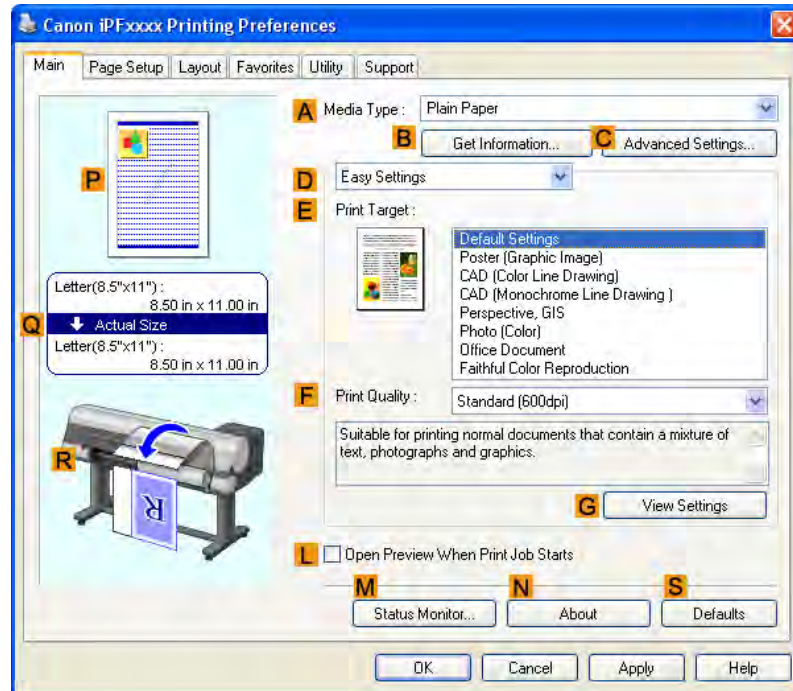 Canon iPFxxxx Printing Preferences
Main Page Setup Layout Favorites Utility Support
A Media Type : Plain Paper
B Get Information... C Advanced Settings...
P
D Easy Settings
E Print Target :
Default Settings
Poster (Graphic Image)
CAD (Color Line Drawing)
CAD (Monochrome Line Drawing )
Perspective, GIS
Photo (Color)
Office Document
Faithful Color Reproduction
Letter(8.5"x11") :
8.50 in x 11.00 in
Q Actual Size
Letter(8.5"x11") :
8.50 in x 11.00 in
F Print Quality : Standard (600dpi)
Suitable for printing normal documents that contain a mixture of
text, photographs and graphics.
R
R
G View Settings
L Open Preview When Print Job Starts
M N S
Status Monitor... About Defaults
OK Cancel Apply Help